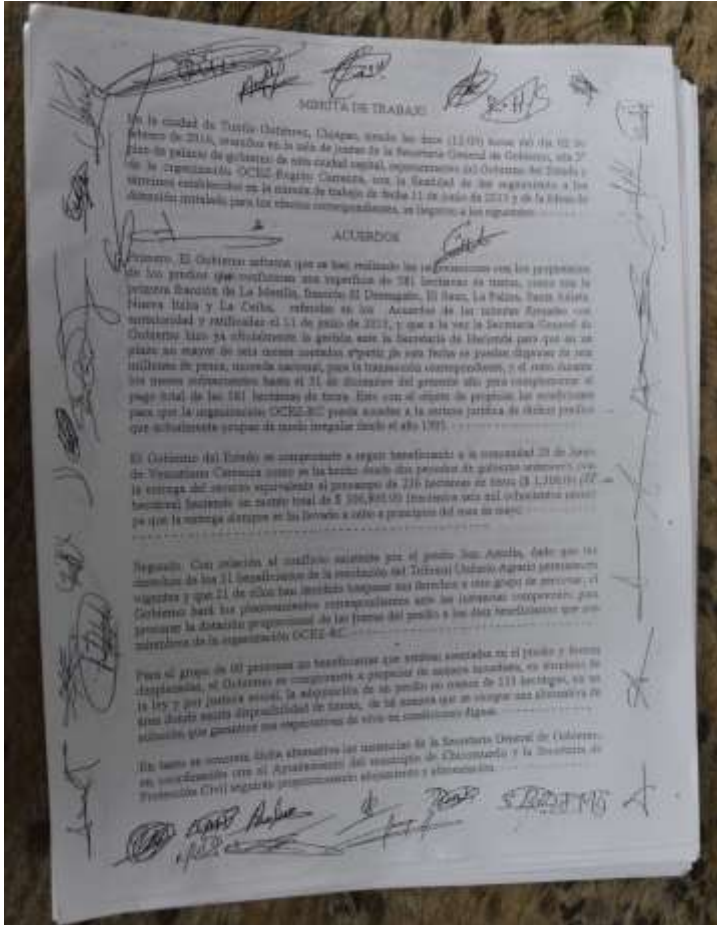 MINUTA DE TRABAJO
En la ciudad de Tuxtla Gutiérrez, Chiapas, siendo las doce (12:00) horas del día 02 de
febrero de 2016, reunidos en la sala de juntas de la Secretaría General de Gobierno, sita 2°
piso de palacio de gobierno de esta ciudad capital, representantes del Gobierno del Estado y
de la organización OCEZ-Región Carranza, con la finalidad de dar seguimiento a los
términos establecidos en la minuta de trabajo de fecha 11 de junio de 2015 y de la Mesa de
distensión instalada para los efectos correspondientes, se llegaron a los siguientes
ACUERDOS
Primero. El Gobierno informa que se han realizado las negociaciones con los propietarios
de los predios que conforman una superficie de 581 hectáreas de tierras, como son la
primera fracción de La Mesilla, fracción El Desengaño, El Sauz, La Palma, Santa Julieta,
Nueva Italia y La Ceiba, referidas en los Acuerdos de las minutas firmadas con
anterioridad y ratificadas el 11 de junio de 2015, y que a la vez la Secretaría General de
Gobierno hizo ya oficialmente la gestión ante la Secretaría de Hacienda para que en un
plazo no mayor de seis meses contados a partir de esta fecha se puedan disponer de seis
millones de pesos, moneda nacional, para la transacción correspondiente, y el resto durante
los meses subsecuentes hasta el 31 de diciembre del presente año para complementar el
pago total de las 581 hectáreas de tierra. Esto con el objeto de propiciar las condiciones
para que la organización OCEZ-RC pueda acceder a la certeza jurídica de dichos predios
que actualmente ocupan de modo irregular desde el año 1995.
El Gobierno del Estado se compromete a seguir beneficiando a la comunidad 28 de Junio
de Venustiano Carranza como se ha hecho desde dos periodos de gobierno anteriores con
la entrega del recurso equivalente al de 236 hectáreas de tierra ($ 1,300.00
hectárea) haciendo un monto total de $ 306,800.00 (trescientos seis mil ochocientos pesos)
ya que la entrega siempre se ha llevado a cabo a principios del mes de mayo.
Segundo. Con relación al conflicto existente por el predio San Antolín, dado que los
derechos de los 31 beneficiarios de la resolución del Tribunal Unitario Agrario permanecen
vigentes y que 21 de ellos han decidido traspasar sus derechos a otro grupo de personas, el
Gobierno hará los planteamientos correspondientes ante las instancias competentes para
procurar la dotación proporcional de las tierras del predio a los diez beneficiarios que son
miembros de la organización OCEZ-RC.
Para el grupo de 60 personas no beneficiarias que estaban asentadas en el predio y fueron
desplazadas, el Gobierno se compromete a propiciar de manera inmediata, en términos de
la ley y por justicia social, la adquisición de un predio no menor de 153 hectáreas, en un
área donde exista disponibilidad de tierras, de tal manera que se otorgue una alternativa de
solución que garantice sus expectativas de vida en condiciones dignas.
En tanto se concreta dicha alternativa las instancias de la Secretaría General de Gobierno,
en coordinación con el Ayuntamiento del municipio de Chicomuselo y la Secretaría de
Protección Civil seguirán proporcionando alojamiento y alimentación.